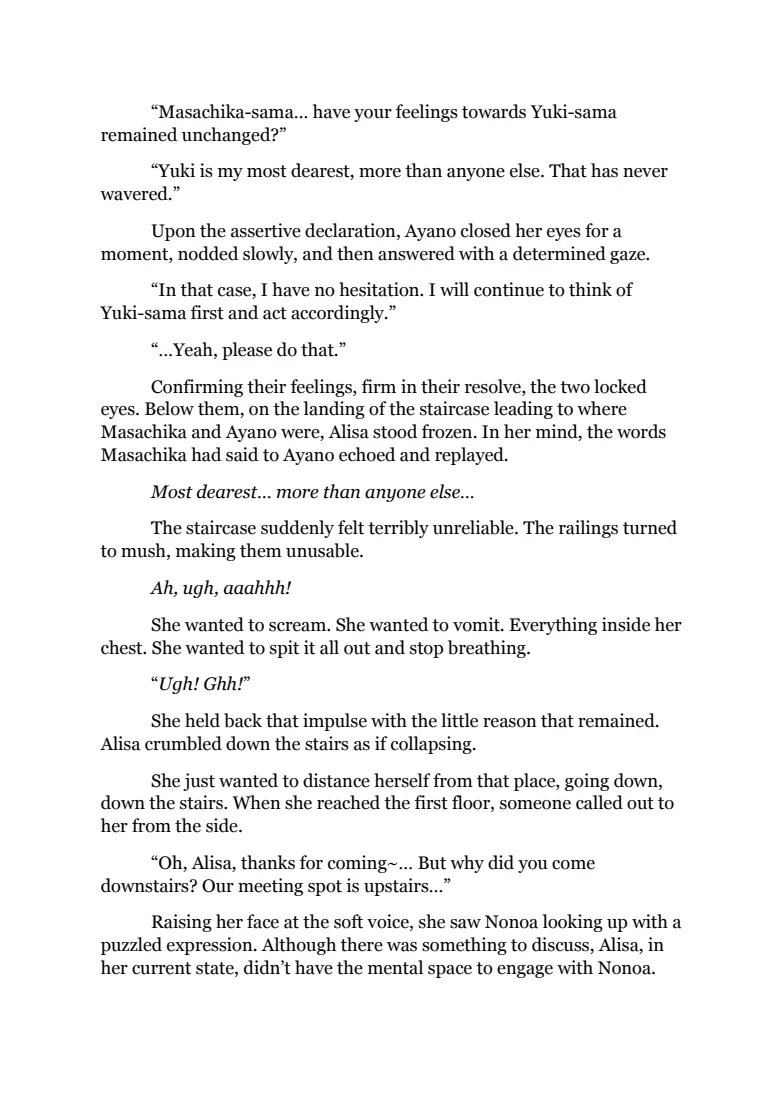 “Masachika-sama… have your feelings towards Yuki-sama
remained unchanged?”
“Yuki is my most dearest, more than anyone else. That has never
wavered.”
Upon the assertive declaration, Ayano closed her eyes for a
moment, nodded slowly, and then answered with a determined gaze.
“In that case, I have no hesitation. I will continue to think of
Yuki-sama first and act accordingly.”
“…Yeah, please do that.”
Confirming their feelings, firm in their resolve, the two locked
eyes. Below them, on the landing of the staircase leading to where
Masachika and Ayano were, Alisa stood frozen. In her mind, the words
Masachika had said to Ayano echoed and replayed.
Most dearest… more than anyone else…
The staircase suddenly felt terribly unreliable. The railings turned
to mush, making them unusable.
Ah, ugh, aaahhh!
She wanted to scream. She wanted to vomit. Everything inside her
chest. She wanted to spit it all out and stop breathing.
“Ugh! Ghh!”
She held back that impulse with the little reason that remained.
Alisa crumbled down the stairs as if collapsing.
She just wanted to distance herself from that place, going down,
down the stairs. When she reached the first floor, someone called out to
her from the side.
“Oh, Alisa, thanks for coming~… But why did you come
downstairs? Our meeting spot is upstairs…”
Raising her face at the soft voice, she saw Nonoa looking up with a
puzzled expression. Although there was something to discuss, Alisa, in
her current state, didn’t have the mental space to engage with Nonoa.